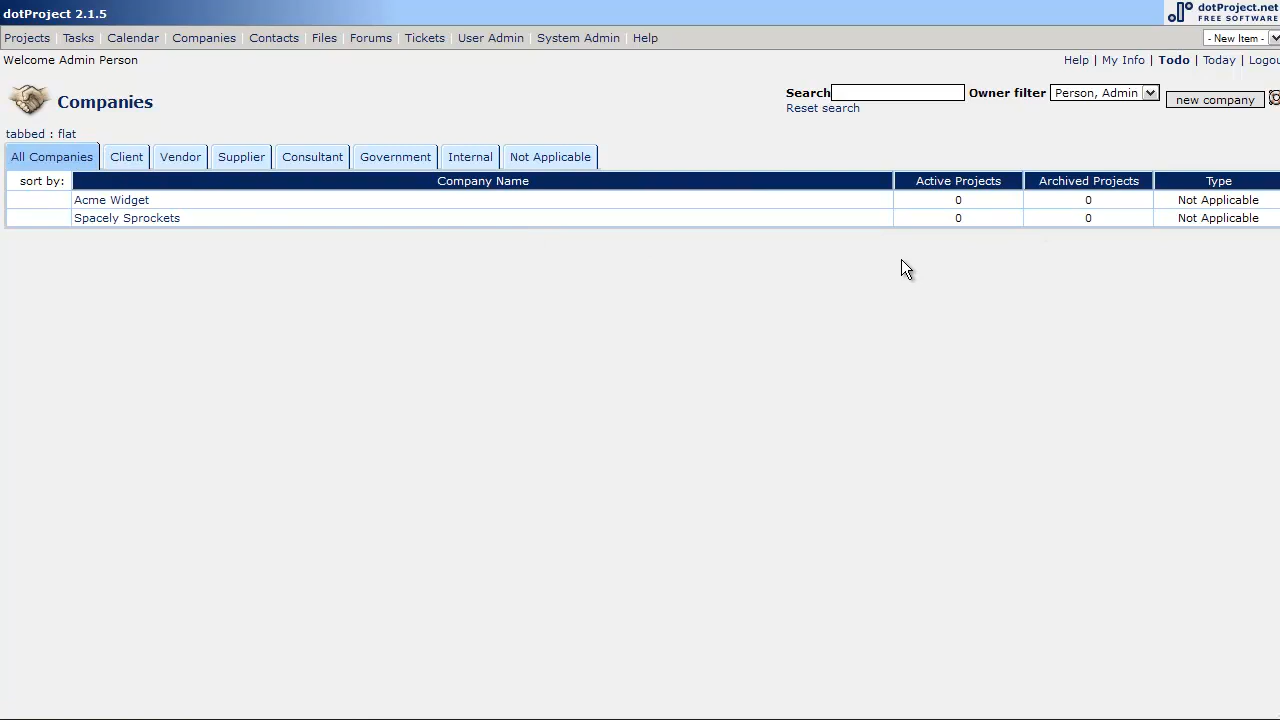 dotProject 2.1.5
dotProject.net
FREE SOFTWARE
Projects | Tasks | Calendar | Companies | Contacts | Files | Forums | Tickets | User Admin | System Admin | Help
- New Item -
Welcome Admin Person
Help | My Info | Todo | Today | Logou
Companies
Search Owner filter Person, Admin new company
Reset search
tabbed : flat
All Companies Client Vendor Supplier Consultant Government Internal Not Applicable
sort by: Company Name Active Projects Archived Projects Type
Acme Widget 0 0 Not Applicable
Spacely Sprockets 0 0 Not Applicable